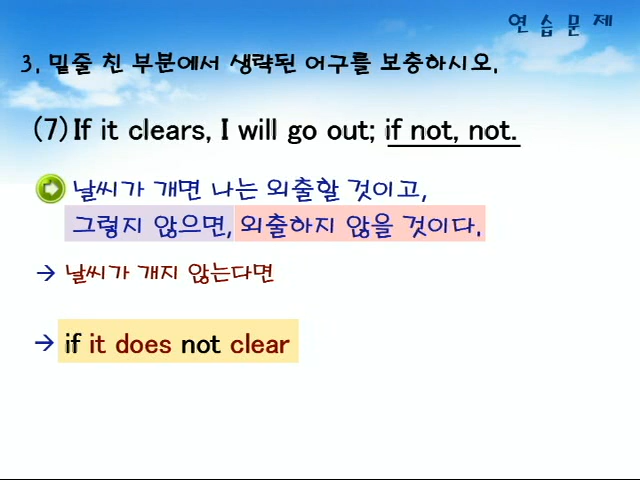 연 습 문 제
3. 밑줄 친 부분에서 생략된 어구를 보충하시오.
(7) If it clears, I will go out; if not, not.
날씨가 개면 나는 외출할 것이고,
그렇지 않으면, 외출하지 않을 것이다.
→ 날씨가 개지 않는다면
→ if it does not clear